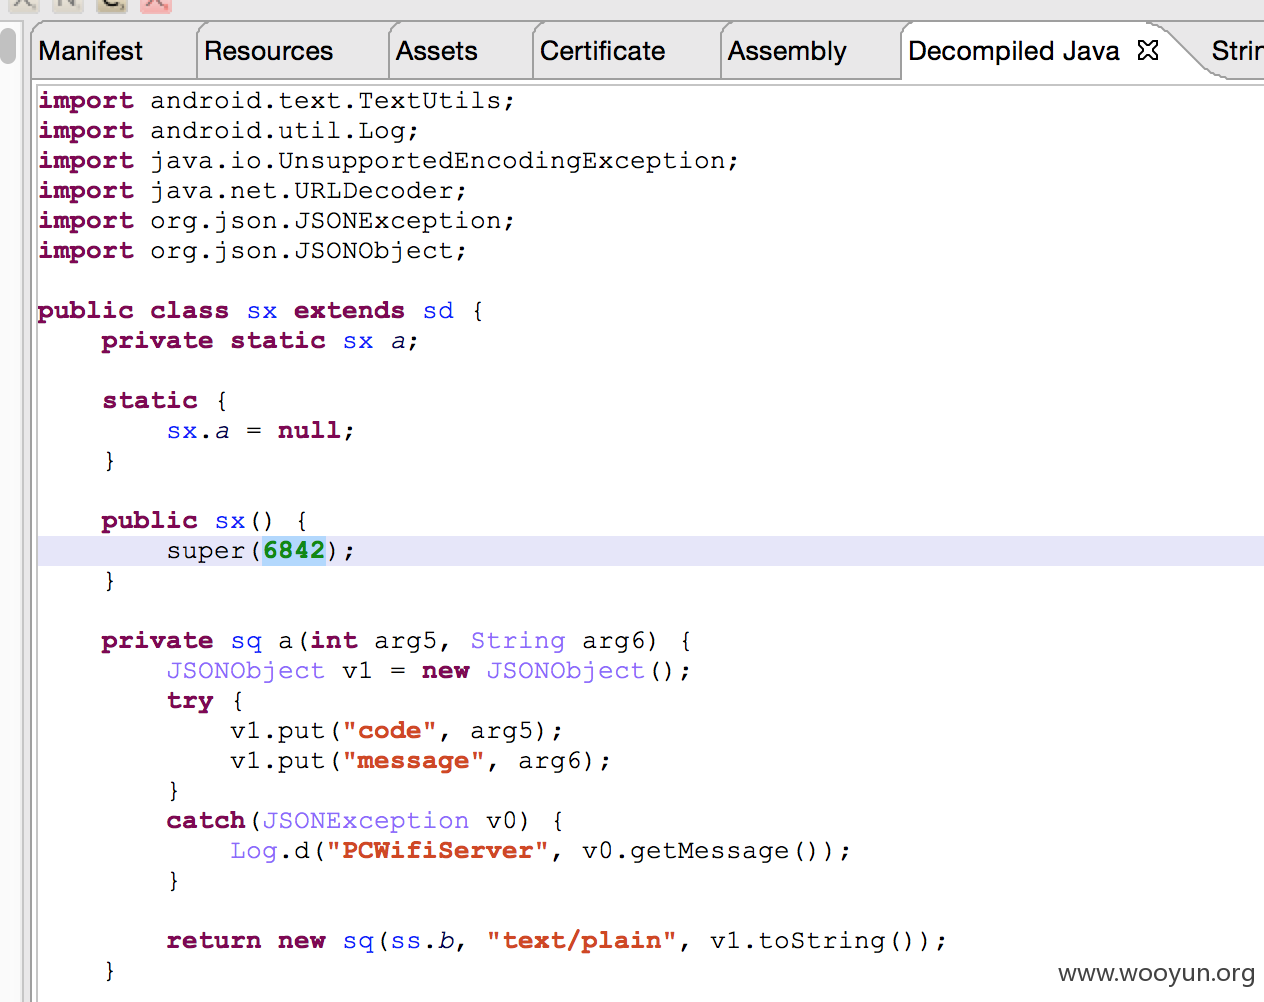 Manifest Resources Assets Certificate Assembly Decompiled Java Strin
import android.text.TextUtils;
import android.util.Log;
import java.io.UnsupportedEncodingException;
import java.net.URLDecoder;
import org.json.JSONException;
import org.json.JSONObject;
public class sx extends sd {
private static sx a;
static {
sx.a = null;
}
public sx() {
super(6842);
}
private sq a(int arg5, String arg6) {
JSONObject v1 = new JSONObject();
try {
v1.put("code", arg5);
v1.put("message", arg6);
}
catch(JSONException v0) {
Log.d("PCWifiServer", v0.getMessage());
}
return new sq(ss.b, "text/plain", v1.toString());
}
www.wooyun.org